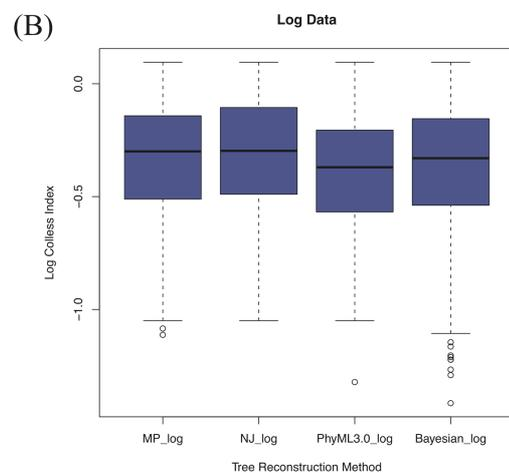 (B)
Log Data
Log Colless Index
0.0
−0.5
−1.0
MP_log NJ_log PhyML3.0_log Bayesian_log
Tree Reconstruction Method